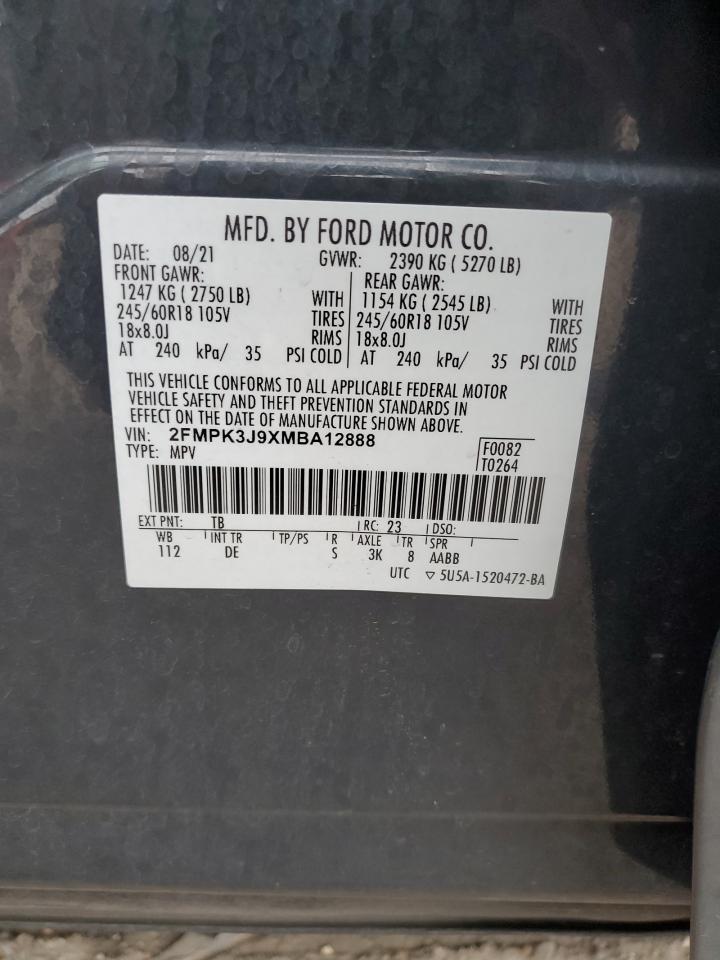 MFD. BY FORD MOTOR CO.
DATE: 08/21 GVWR: 2390 KG ( 5270 LB)
FRONT GAWR: REAR GAWR:
1247 KG ( 2750 LB) WITH 1154 KG ( 2545 LB) WITH
245/60R18 105V TIRES 245/60R18 105V TIRES
18x8.0J RIMS 18x8.0J RIMS
AT 240 kPa/ 35 PSI COLD AT 240 kPa/ 35 PSI COLD
THIS VEHICLE CONFORMS TO ALL APPLICABLE FEDERAL MOTOR
VEHICLE SAFETY AND THEFT PREVENTION STANDARDS IN
EFFECT ON THE DATE OF MANUFACTURE SHOWN ABOVE.
VIN: 2FMPK3J9XMBA12888 F0082
TYPE: MPV T0264
EXT PNT: TB RC: 23 DSO:
WB INT TR TP/PS R AXLE TR SPR
112 DE S 3K 8 AABB
UTC ▽ 5U5A-1520472-BA